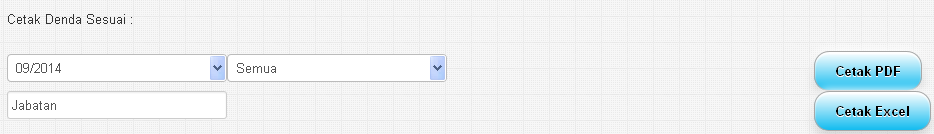 Cetak Denda Sesuai :
09/2014 Semua Cetak PDF
Jabatan Cetak Excel